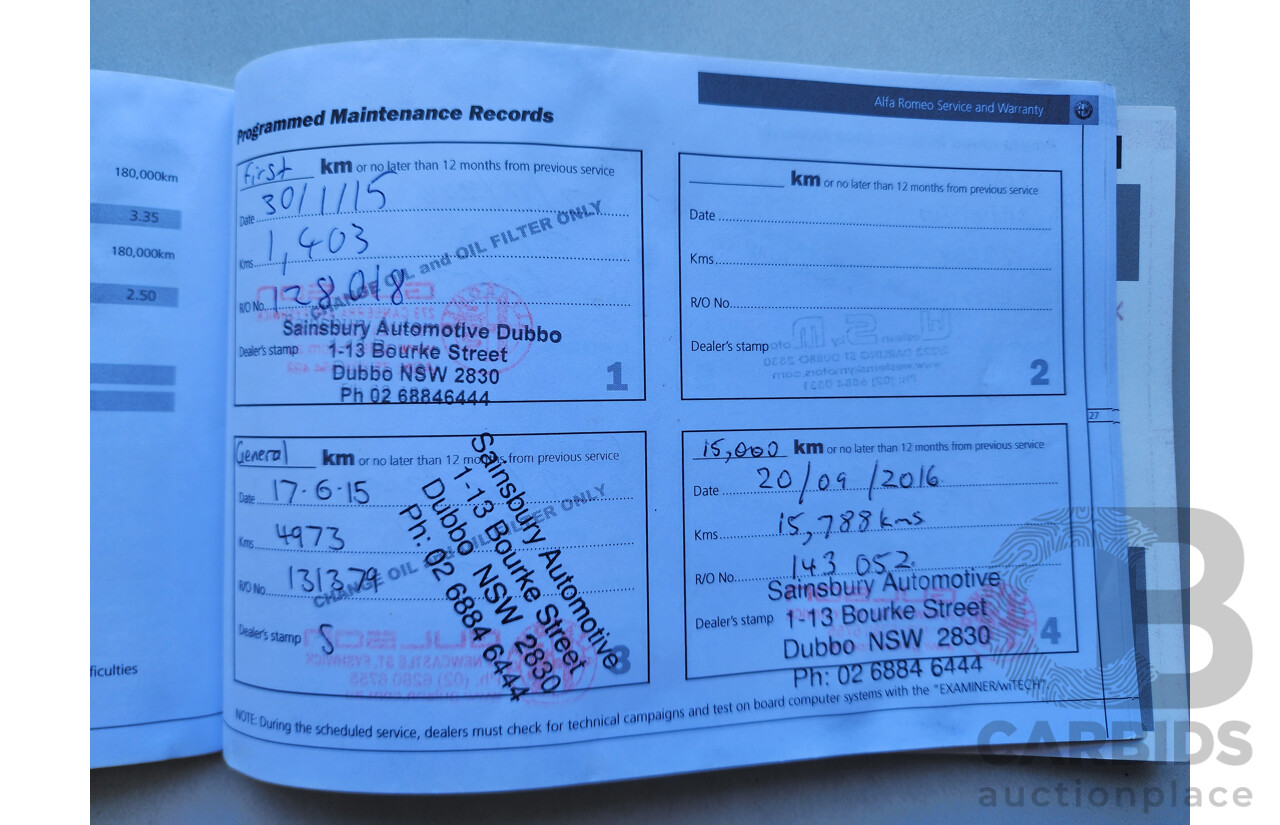 180,000km
3.35
180,000km
2.50
ficulties
Alfa Romeo Service and Warranty
Programmed Maintenance Records
First km or no later than 12 months from previous service
Date 30/1/15
Kms 1,403
CHANGE OIL and OIL FILTER ONLY
R/O No. 128018
Dealer's stamp
Sainsbury Automotive Dubbo
1-13 Bourke Street
Dubbo NSW 2830
Ph 02 68846444
1
km or no later than 12 months from previous service
Date
Kms
R/O No.
Dealer's stamp
2
General km or no later than 12 months from previous service
Date 17-6-15
Kms 4973
CHANGE OIL and OIL FILTER ONLY
R/O No. 131379
Dealer's stamp S
Sainsbury Automotive
1-13 Bourke Street
Dubbo NSW 2830
Ph: 02 6884 6444
3
15,000 km or no later than 12 months from previous service
Date 20/09/2016
Kms 15,788kms
R/O No. 143 052
Dealer's stamp
Sainsbury Automotive
1-13 Bourke Street
Dubbo NSW 2830
Ph: 02 6884 6444
4
27
NOTE: During the scheduled service, dealers must check for technical campaigns and test on board computer systems with the "EXAMINER/wiTECH"
CARBIDS
auctionplace